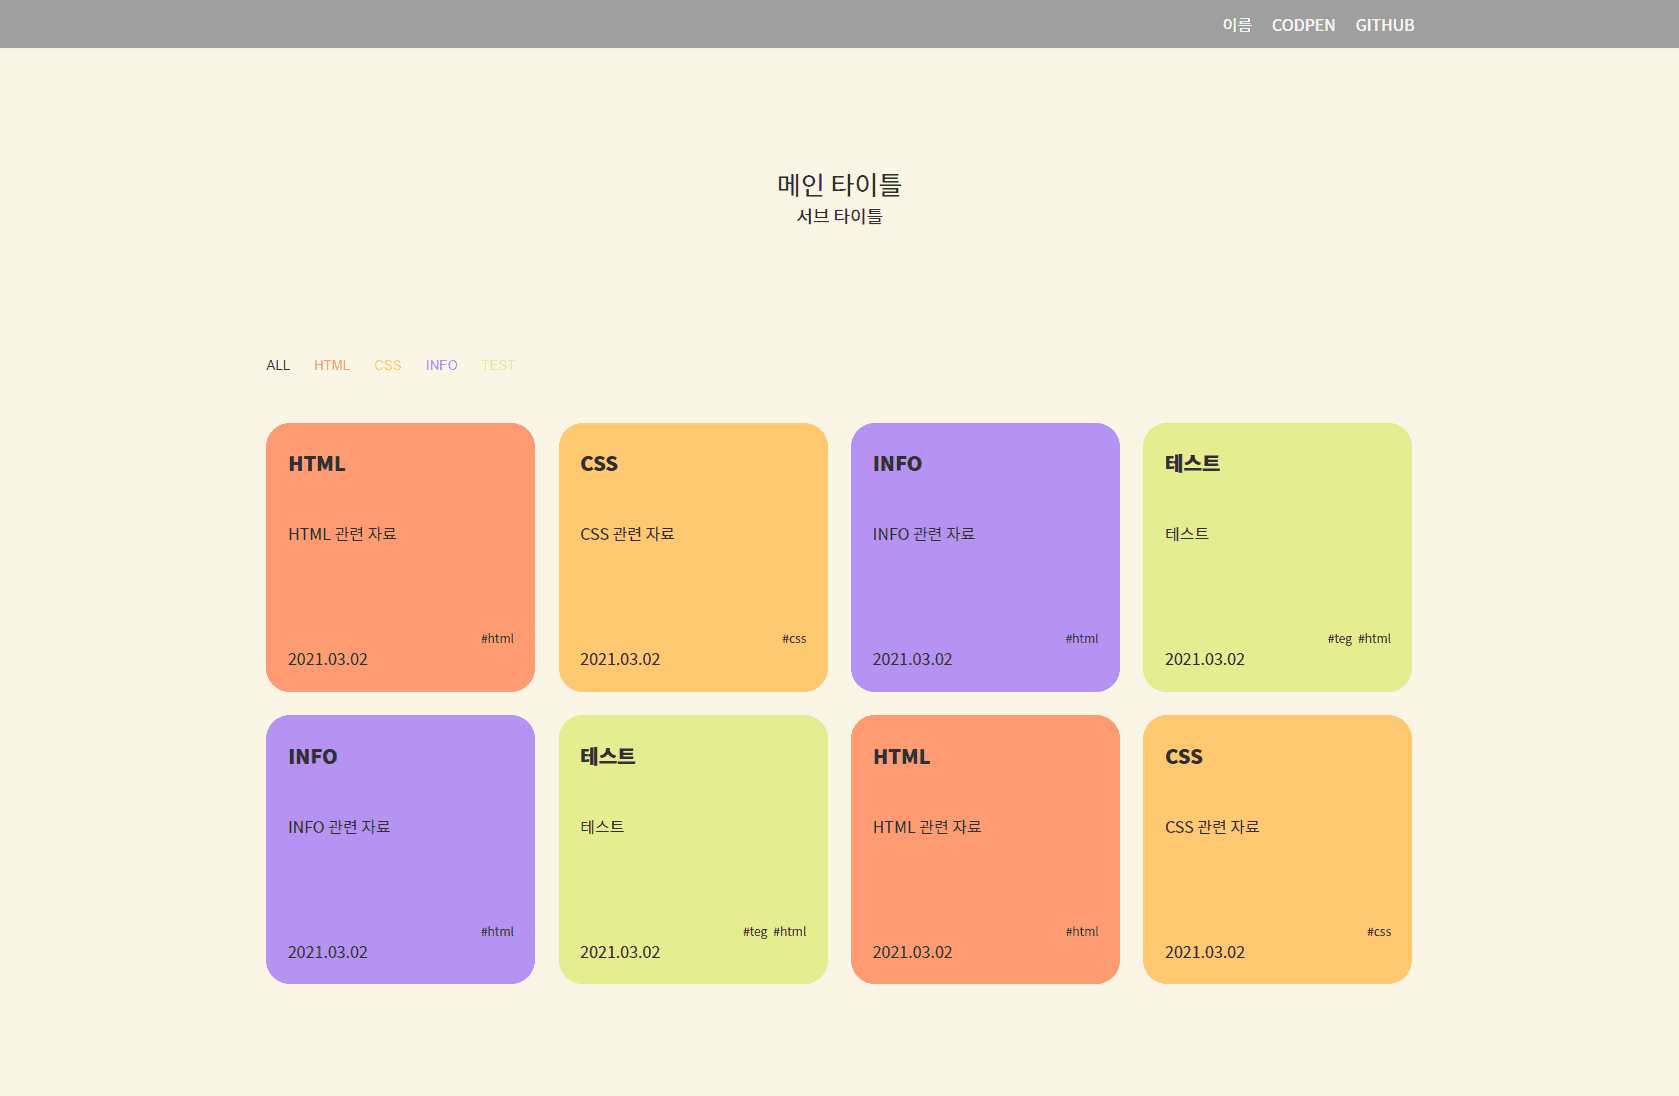 이름 CODPEN GITHUB
메인 타이틀
서브 타이틀
ALL HTML CSS INFO TEST
HTML
HTML 관련 자료
#html
2021.03.02
CSS
CSS 관련 자료
#css
2021.03.02
INFO
INFO 관련 자료
#html
2021.03.02
테스트
테스트
#teg #html
2021.03.02
INFO
INFO 관련 자료
#html
2021.03.02
테스트
테스트
#teg #html
2021.03.02
HTML
HTML 관련 자료
#html
2021.03.02
CSS
CSS 관련 자료
#css
2021.03.02